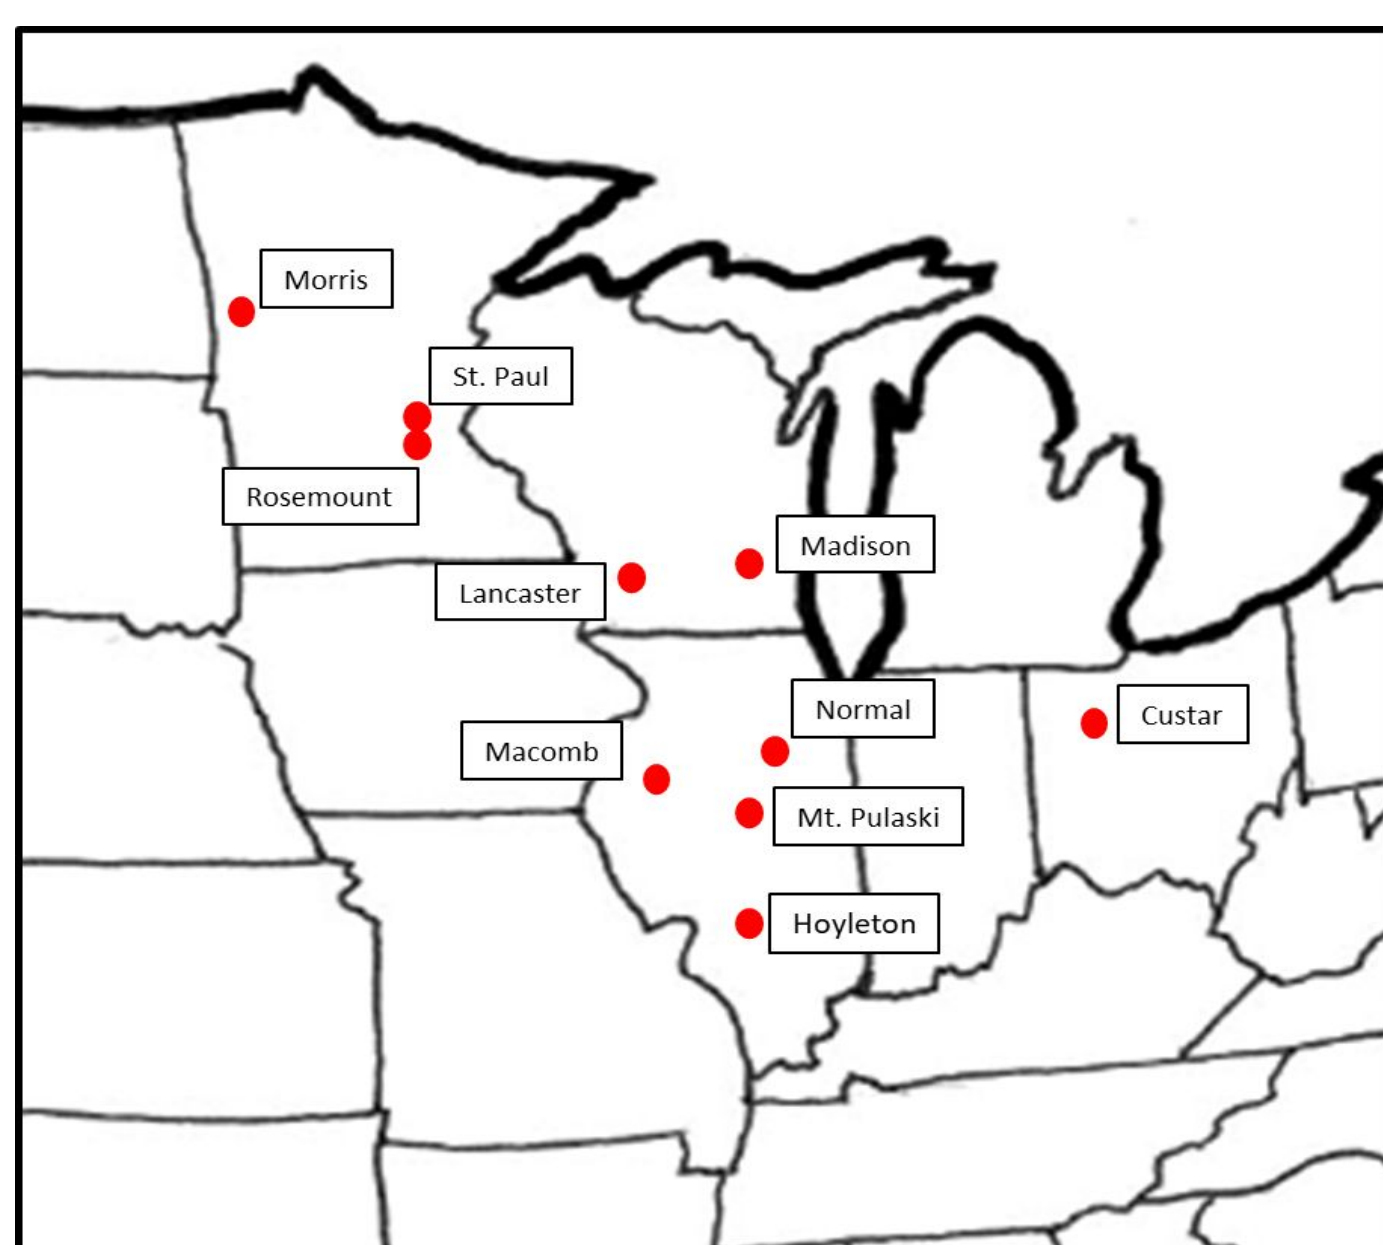 Morris
St. Paul
Rosemount
Madison
Lancaster
Normal
Custar
Macomb
Mt. Pulaski
Hoyleton